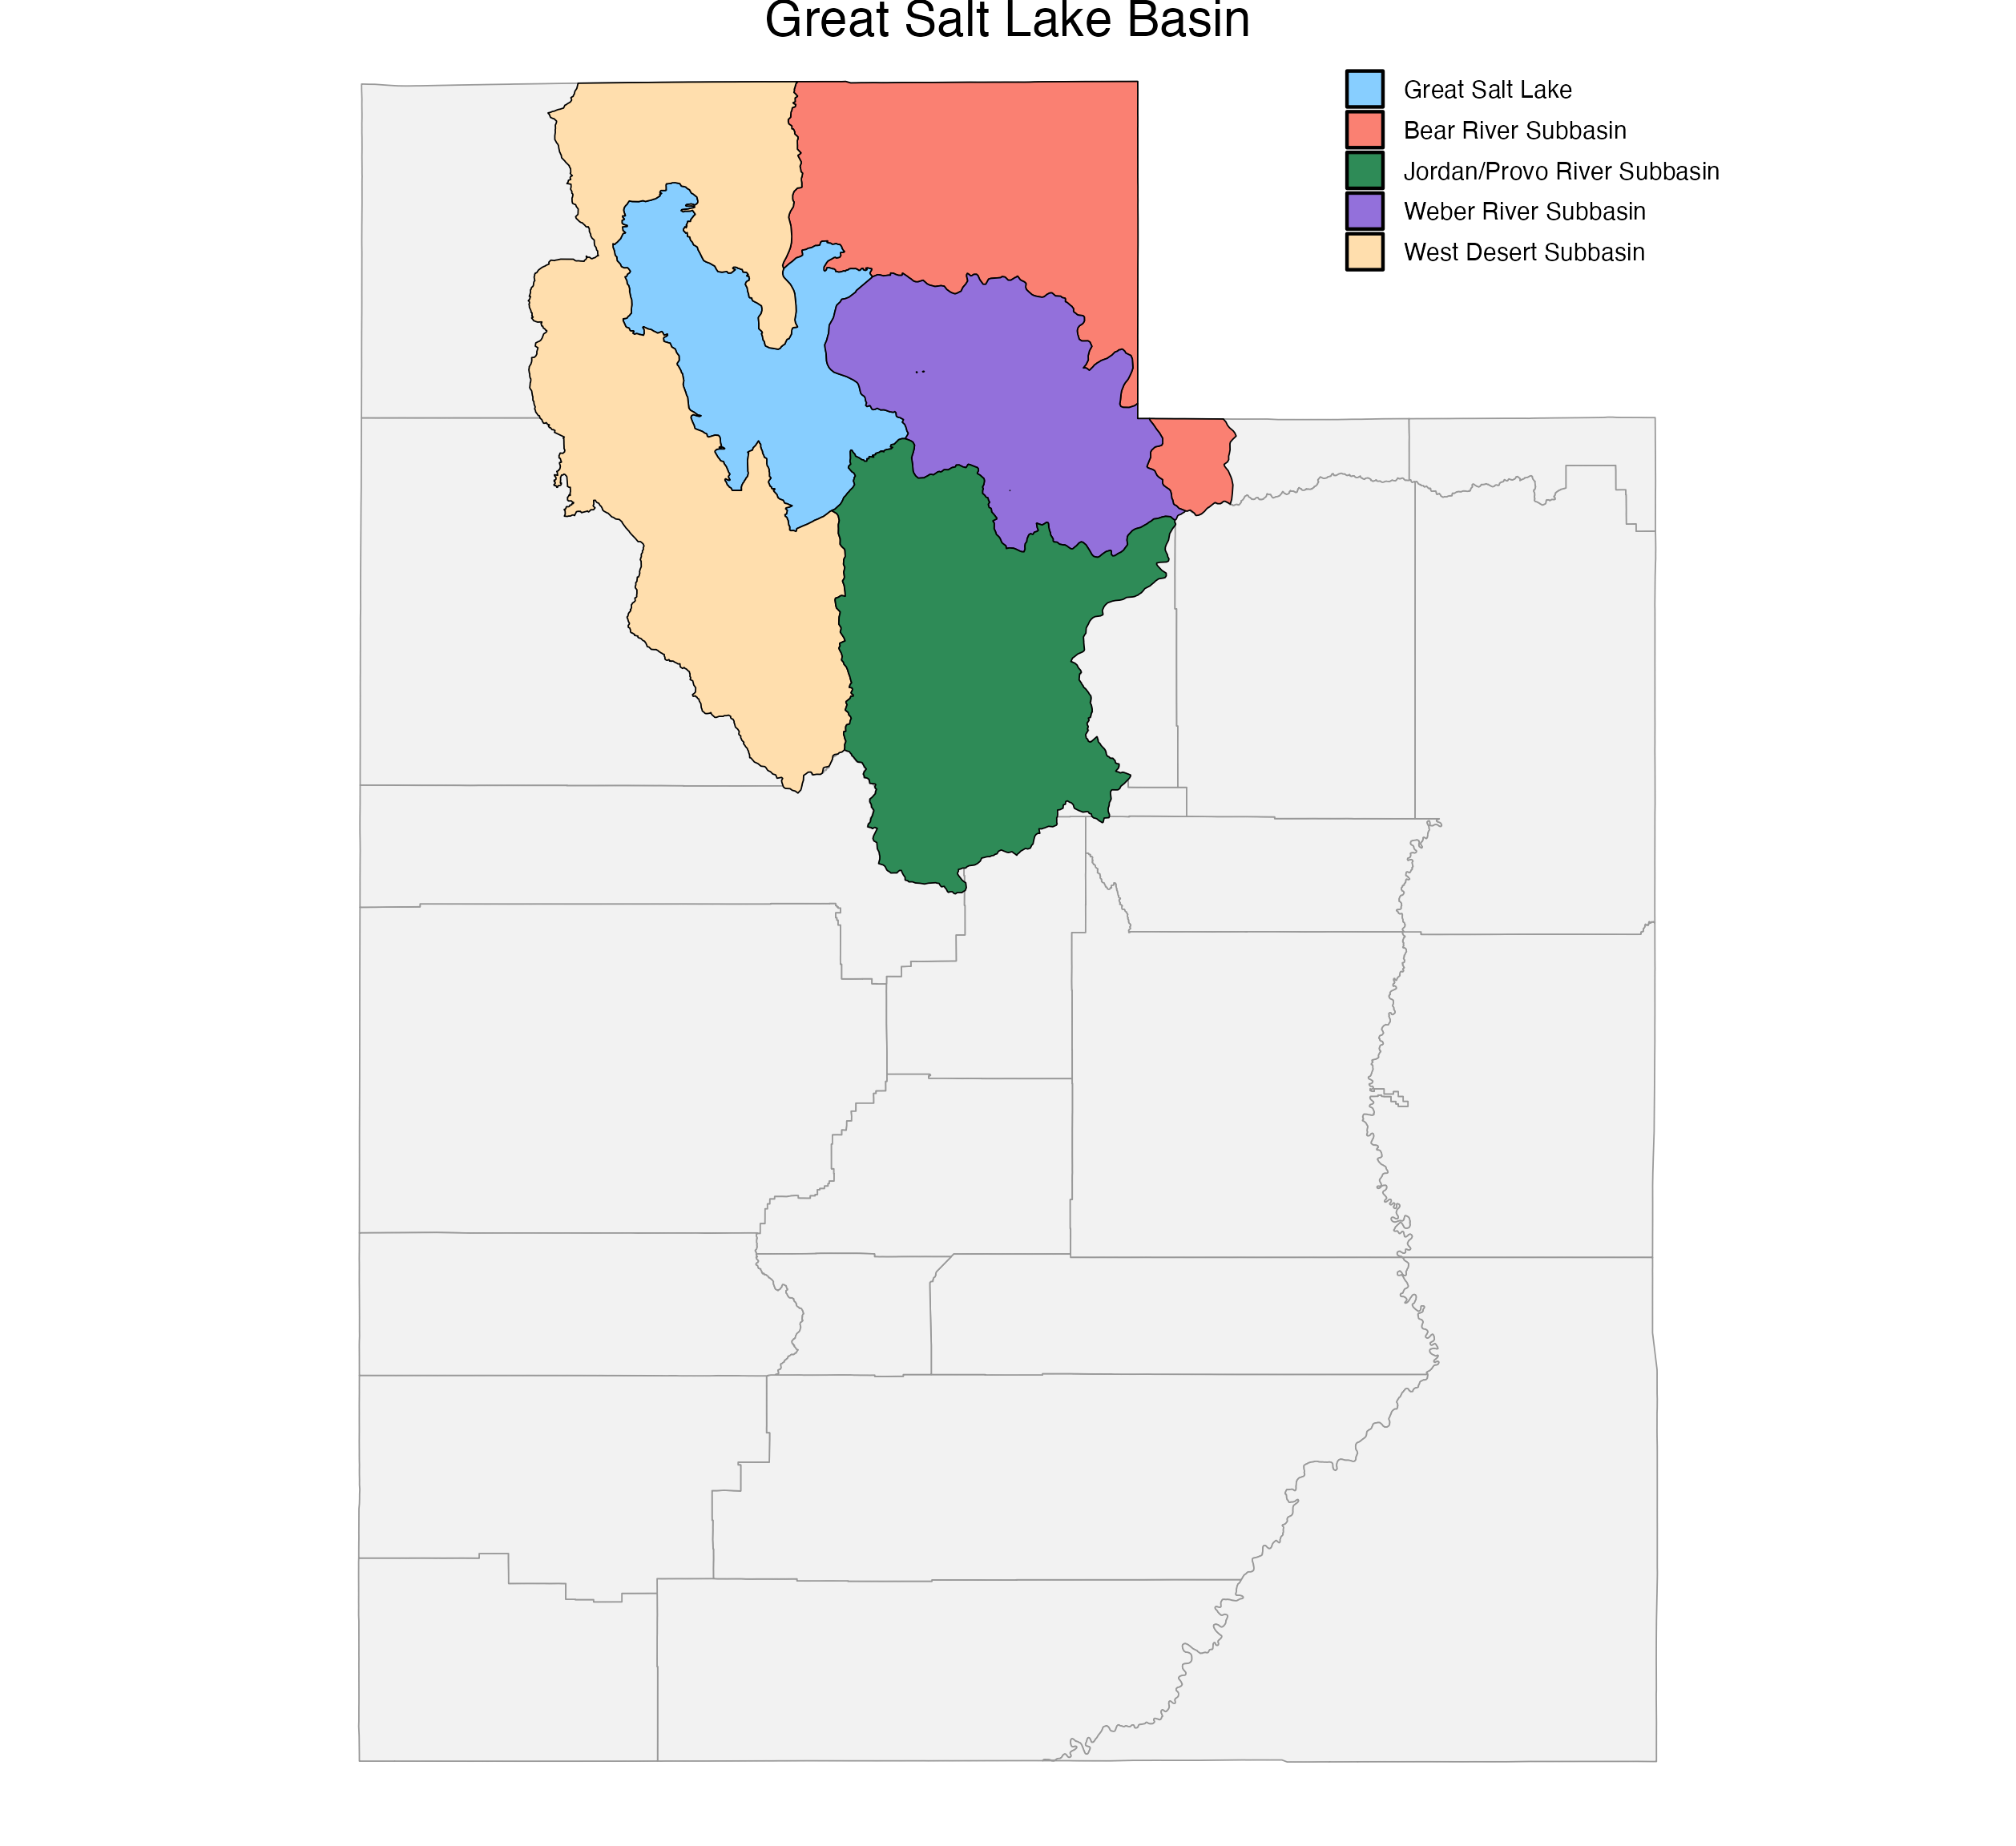 Great Salt Lake Basin
Great Salt Lake
Bear River Subbasin
Jordan/Provo River Subbasin
Weber River Subbasin
West Desert Subbasin